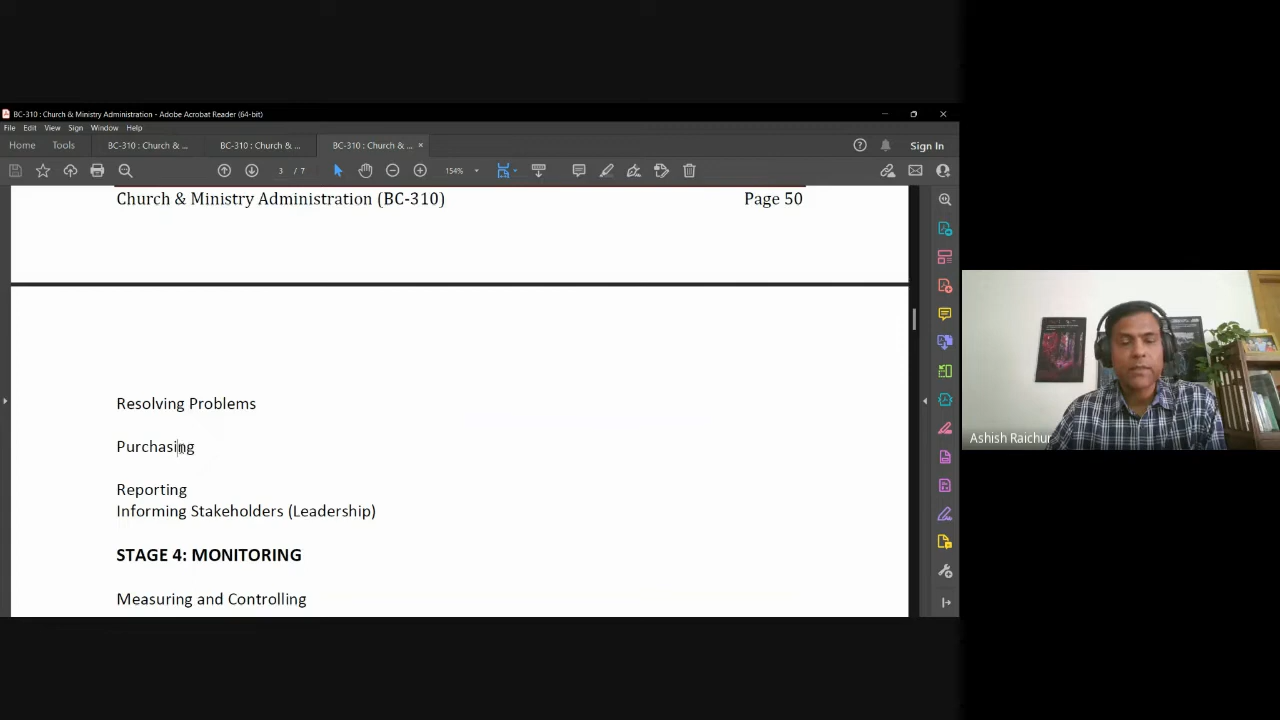 BC-310 : Church & Ministry Administration - Adobe Acrobat Reader (64-bit)
File Edit View Sign Window Help
Home Tools BC-310 : Church & ... BC-310 : Church & ... BC-310 : Church & ... Sign In
3 / 7 154%
Church & Ministry Administration (BC-310) Page 50
Resolving Problems
Purchasing
Reporting
Informing Stakeholders (Leadership)
STAGE 4: MONITORING
Measuring and Controlling
Ashish Raichur